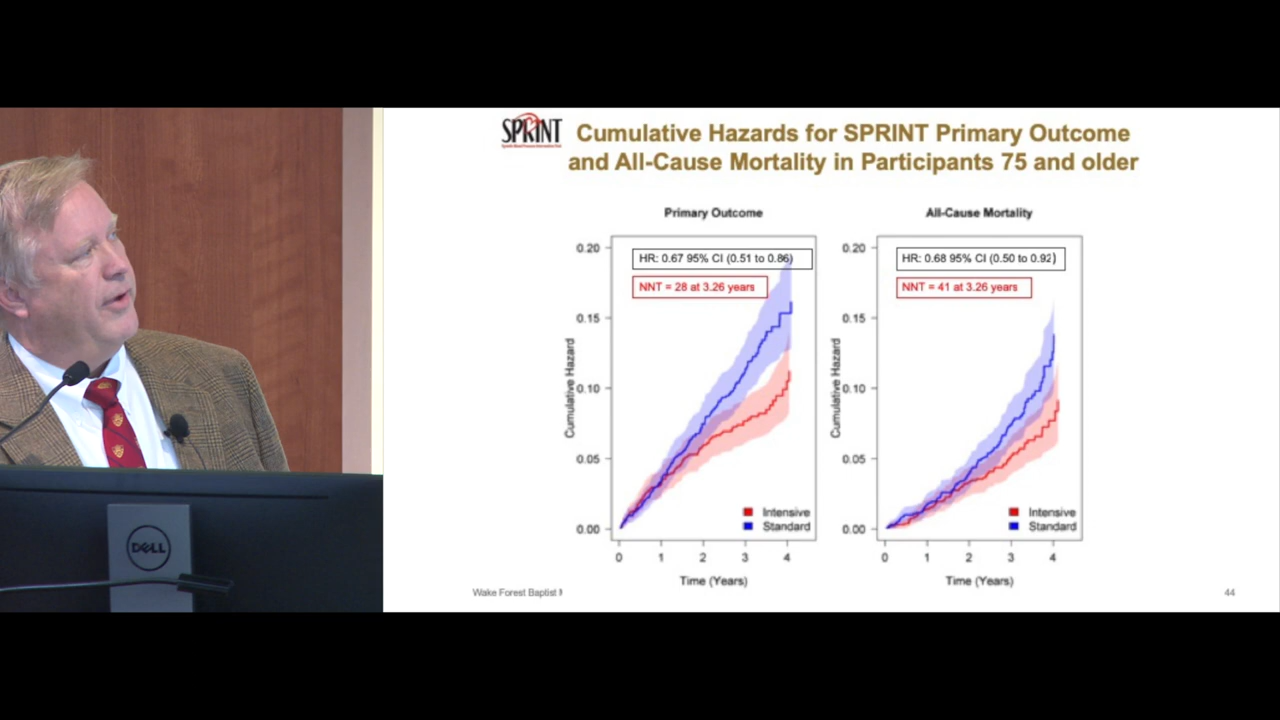 SPRINT
Cumulative Hazards for SPRINT Primary Outcome
and All-Cause Mortality in Participants 75 and older
Primary Outcome
HR: 0.67 95% CI (0.51 to 0.86)
NNT = 28 at 3.26 years
Cumulative Hazard
0.20
0.15
0.10
0.05
0.00
0 1 2 3 4
Time (Years)
Intensive
Standard
All-Cause Mortality
HR: 0.68 95% CI (0.50 to 0.92)
NNT = 41 at 3.26 years
Cumulative Hazard
0.20
0.15
0.10
0.05
0.00
0 1 2 3 4
Time (Years)
Intensive
Standard
Wake Forest Baptist
44
DELL